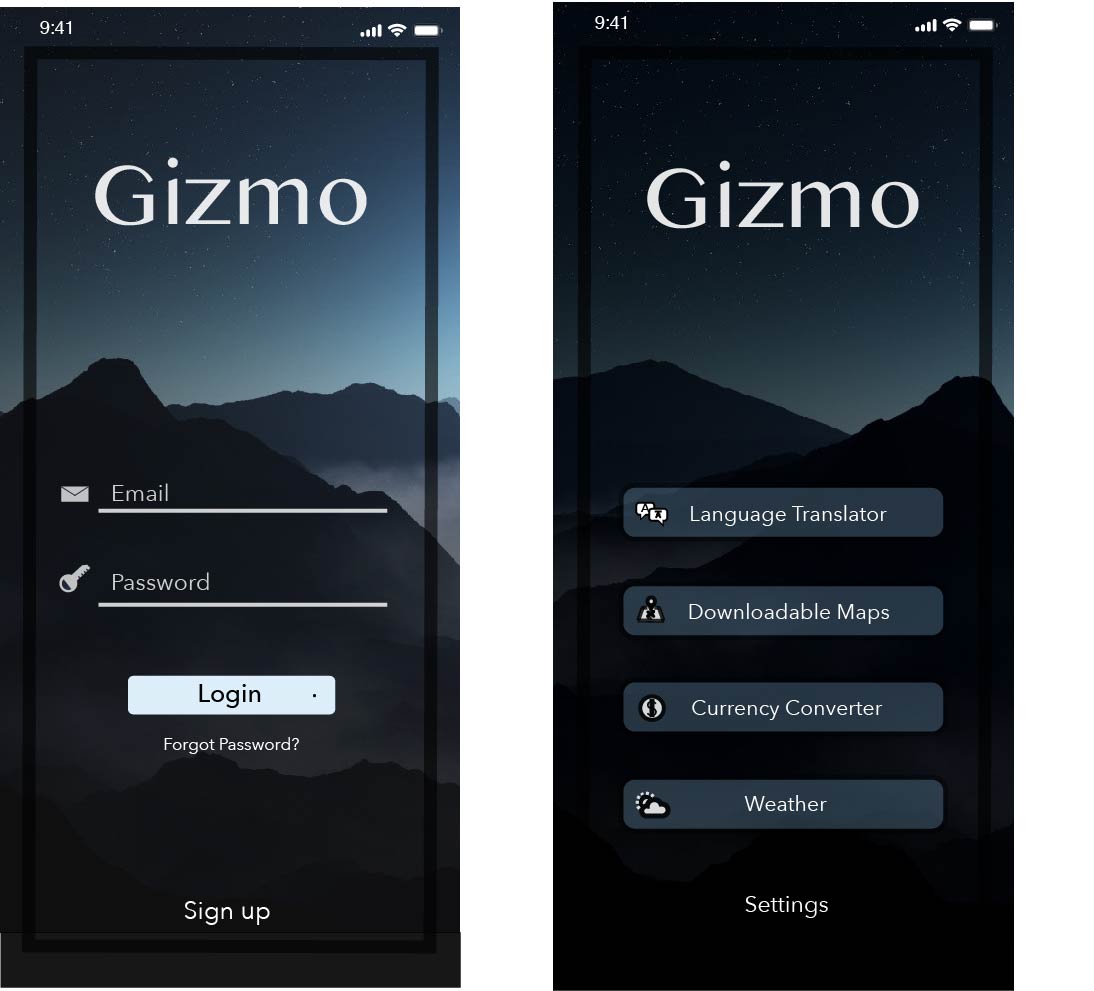 9:41
Gizmo
Email
Password
Login
Forgot Password?
Sign up
9:41
Gizmo
Language Translator
Downloadable Maps
Currency Converter
Weather
Settings